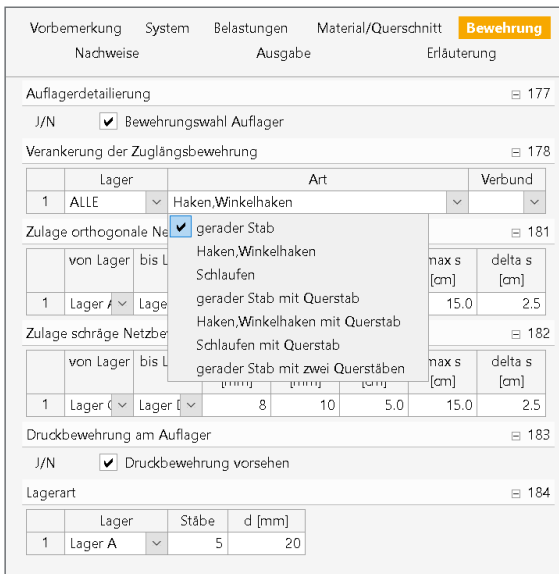 Vorbemerkung System Belastungen Material/Querschnitt Bewehrung
Nachweise Ausgabe Erläuterung
Auflagerdetailierung 177
J/N Bewehrungswahl Auflager
Verankerung der Zuglängsbewehrung 178
Lager Art Verbund
1 ALLE Haken,Winkelhaken
gerader Stab
Haken,Winkelhaken
Schlaufen
gerader Stab mit Querstab
Haken,Winkelhaken mit Querstab
Schlaufen mit Querstab
gerader Stab mit zwei Querstäben
Zulage orthogonale 181
von Lager bis max s delta s
[cm] [cm]
1 Lager 15.0 2.5
Zulage schräge 182
von Lager bis max s delta s
[mm] [mm] [cm] [cm] [cm]
1 Lager Lager 8 10 5.0 15.0 2.5
Druckbewehrung am Auflager 183
J/N Druckbewehrung vorsehen
Lagerart 184
Lager Stäbe d [mm]
1 Lager A 5 20